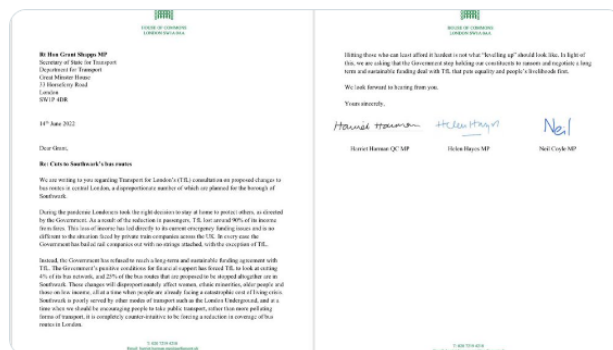 HOUSE OF COMMONS
LONDON SW1A 0AA
Rt Hon Grant Shapps MP
Secretary of State for Transport
Department for Transport
Great Minster House
33 Horseferry Road
London
SW1P 4DR
14th June 2022
Dear Grant,
Re: Cuts to Southwark's bus routes
We are writing to you regarding Transport for London's (TfL) consultation on proposed changes to
bus routes in central London, a disproportionate number of which are planned for the borough of
Southwark.
During the pandemic Londoners took the right decision to stay at home to protect others, as directed
by the Government. As a result of the reduction in passengers, TfL lost around 90% of its income
from fares. This loss of income has led directly to its current emergency funding issues and is no
different to the situation faced by private train companies across the UK. In every case the
Government has bailed rail companies out with no strings attached, with the exception of TfL.
Instead, the Government has refused to reach a long-term and sustainable funding agreement with
TfL. The Government's punitive conditions for financial support has forced TfL to look at cutting
4% of its bus network, and 25% of the bus routes that are proposed to be stopped altogether are in
Southwark. These changes will disproportionately affect women, ethnic minorities, older people and
those on low incomes, all at a time when people are already facing a catastrophic cost of living crisis.
Southwark is poorly served by other modes of transport such as the London Underground, and at a
time when we should be encouraging people to take public transport, rather than more polluting
forms of transport, it is completely counter-intuitive to be forcing a reduction in coverage of bus
routes in London.
HOUSE OF COMMONS
LONDON SW1A 0AA
Hitting those who can least afford it hardest is not what "levelling up" should look like. In light of
this, we are asking that the Government stop holding our constituents to ransom and negotiate a long
term and sustainable funding deal with TfL that puts equality and people's livelihoods first.
We look forward to hearing from you.
Yours sincerely,
Harriet Harman Helen Hayes Neil
Harriet Harman QC MP Helen Hayes MP Neil Coyle MP